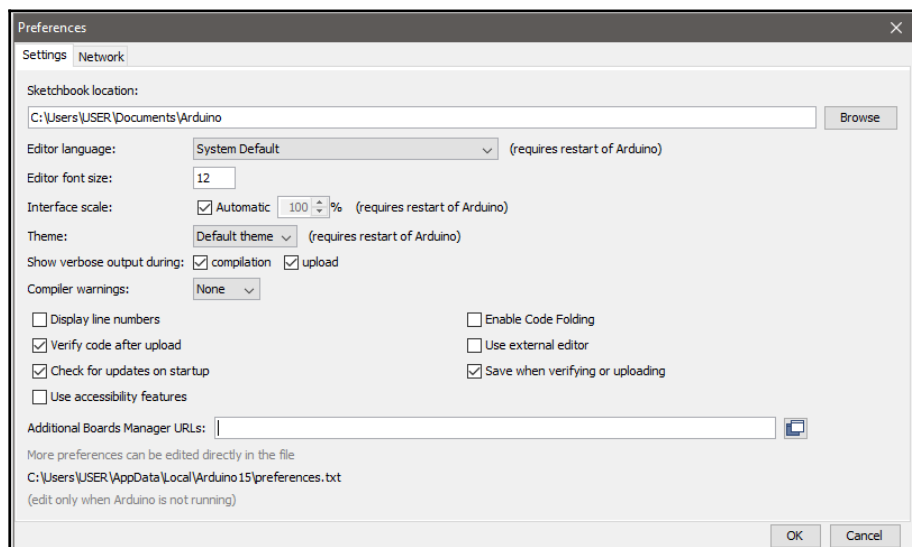 Preferences
Settings Network
Sketchbook location:
C:\Users\USER\Documents\Arduino Browse
Editor language: System Default (requires restart of Arduino)
Editor font size: 12
Interface scale: Automatic 100 % (requires restart of Arduino)
Theme: Default theme (requires restart of Arduino)
Show verbose output during: compilation upload
Compiler warnings: None
Display line numbers Enable Code Folding
Verify code after upload Use external editor
Check for updates on startup Save when verifying or uploading
Use accessibility features
Additional Boards Manager URLs:
More preferences can be edited directly in the file
C:\Users\USER\AppData\Local\Arduino15\preferences.txt
(edit only when Arduino is not running)
OK Cancel